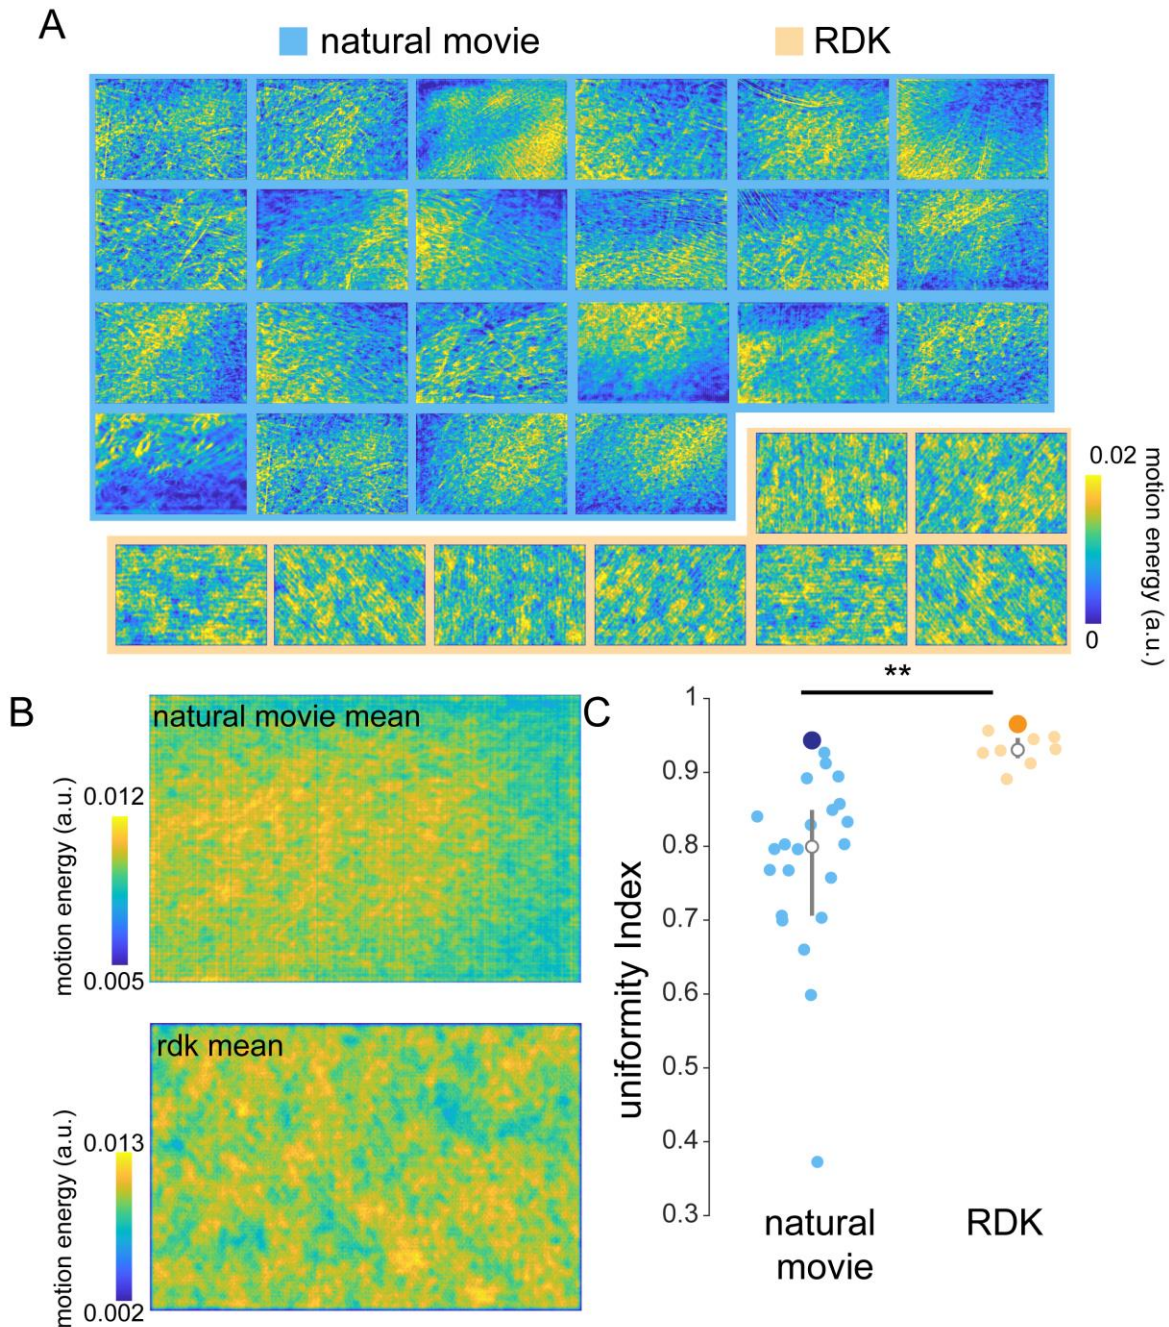 A
natural movie
RDK
0.02
motion energy (a.u.)
0
B
natural movie mean
0.012
motion energy (a.u.)
0.005
rdk mean
0.013
motion energy (a.u.)
0.002
C
**
1
0.9
0.8
0.7
0.6
0.5
0.4
0.3
uniformity Index
natural
movie
RDK